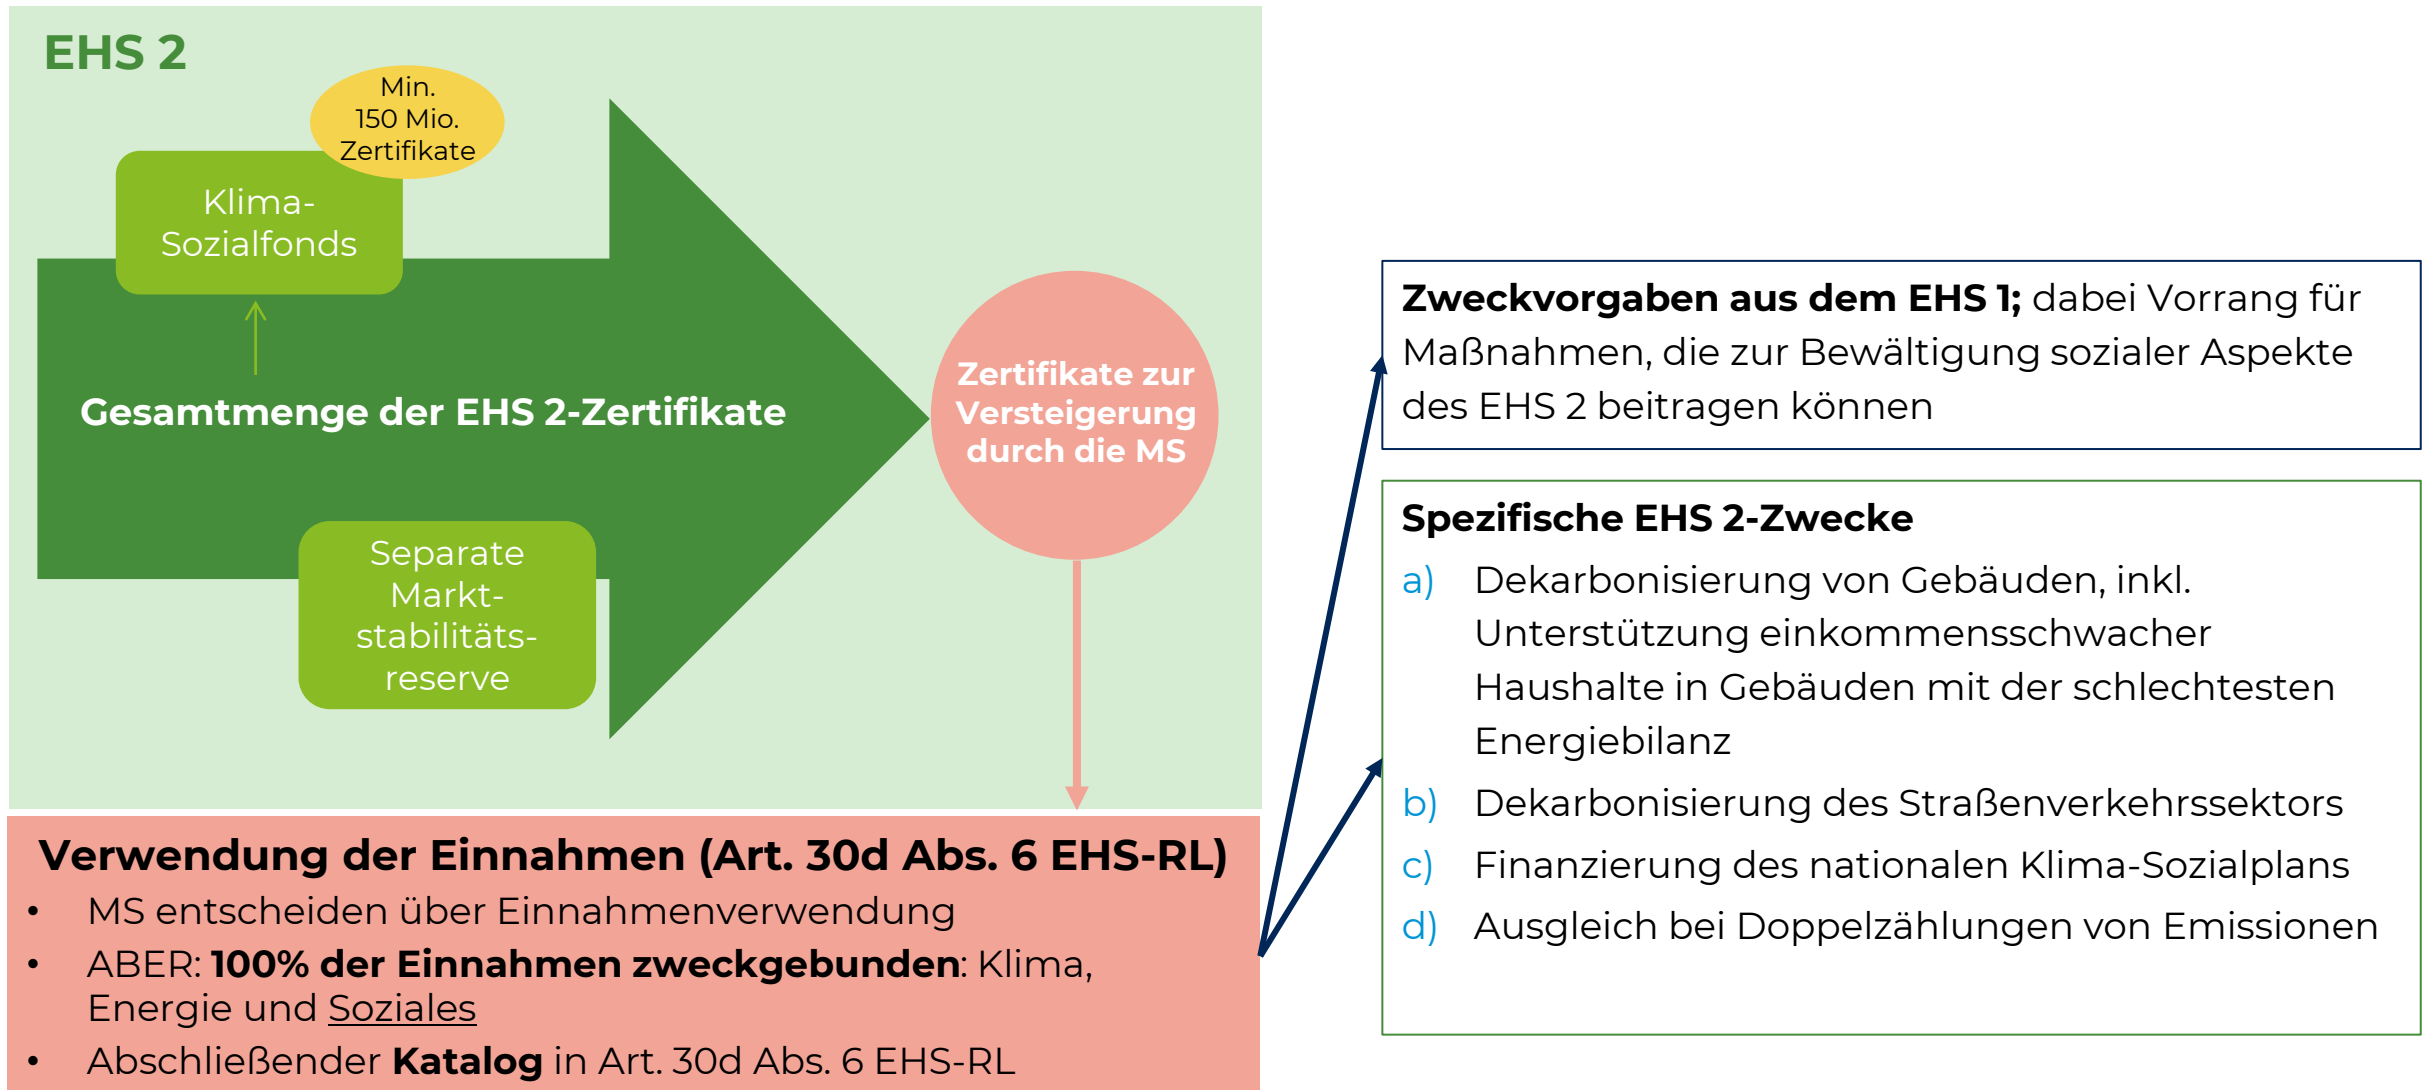 EHS 2
Min.
150 Mio.
Zertifikate
Klima-
Sozialfonds
Gesamtmenge der EHS 2-Zertifikate
Separate
Markt-
stabilitäts-
reserve
Zertifikate zur
Versteigerung
durch die MS
Verwendung der Einnahmen (Art. 30d Abs. 6 EHS-RL)
• MS entscheiden über Einnahmenverwendung
• ABER: 100% der Einnahmen zweckgebunden: Klima,
Energie und Soziales
• Abschließender Katalog in Art. 30d Abs. 6 EHS-RL
Zweckvorgaben aus dem EHS 1; dabei Vorrang für
Maßnahmen, die zur Bewältigung sozialer Aspekte
des EHS 2 beitragen können
Spezifische EHS 2-Zwecke
a) Dekarbonisierung von Gebäuden, inkl.
Unterstützung einkommensschwacher
Haushalte in Gebäuden mit der schlechtesten
Energiebilanz
b) Dekarbonisierung des Straßenverkehrssektors
c) Finanzierung des nationalen Klima-Sozialplans
d) Ausgleich bei Doppelzählungen von Emissionen